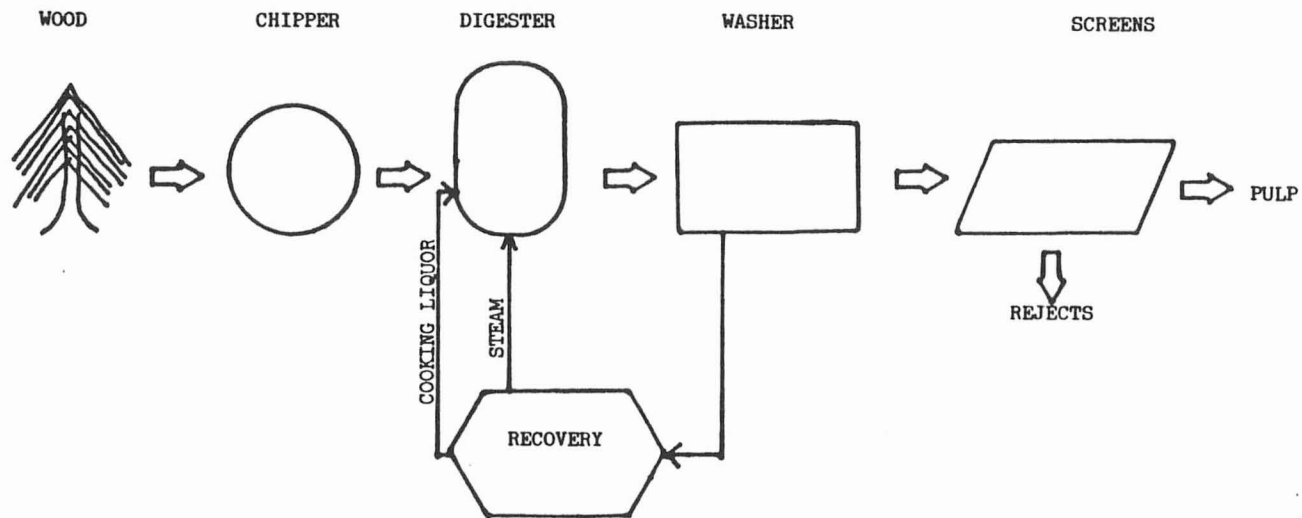 WOOD
CHIPPER
DIGESTER
WASHER
SCREENS
PULP
REJECTS
COOKING LIQUOR
STEAM
RECOVERY